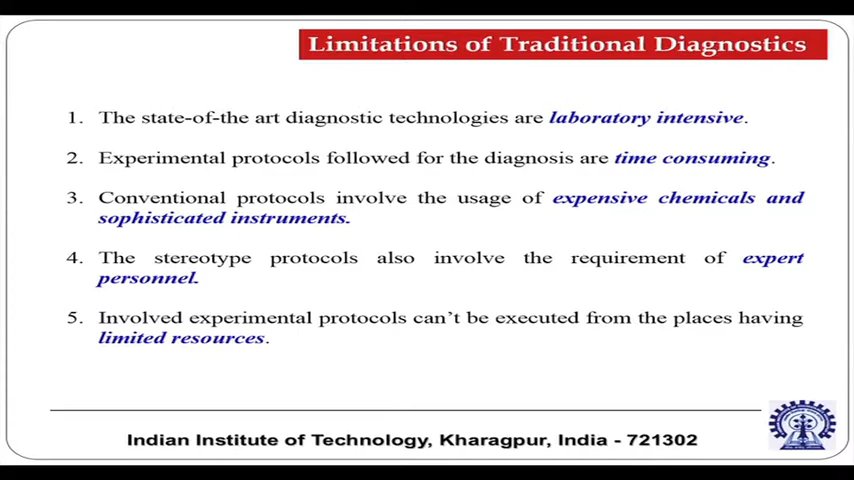 Limitations of Traditional Diagnostics
1. The state-of-the art diagnostic technologies are laboratory intensive.
2. Experimental protocols followed for the diagnosis are time consuming.
3. Conventional protocols involve the usage of expensive chemicals and
sophisticated instruments.
4. The stereotype protocols also involve the requirement of expert
personnel.
5. Involved experimental protocols can't be executed from the places having
limited resources.
Indian Institute of Technology, Kharagpur, India - 721302